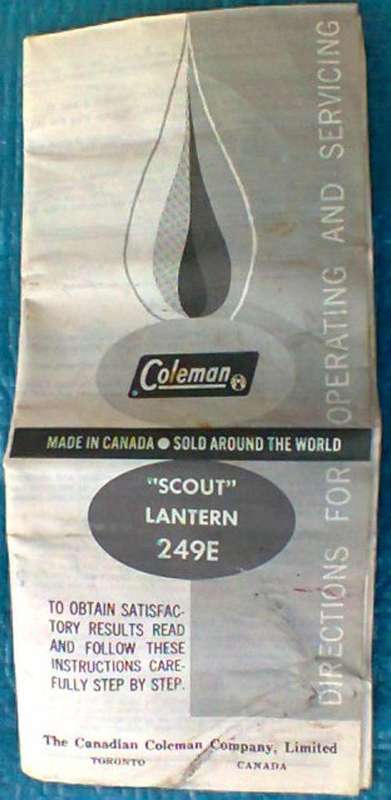 DIRECTIONS FOR OPERATING AND SERVICING
Coleman
MADE IN CANADA ● SOLD AROUND THE WORLD
"SCOUT"
LANTERN
249E
TO OBTAIN SATISFAC-
TORY RESULTS READ
AND FOLLOW THESE
INSTRUCTIONS CARE-
FULLY STEP BY STEP.
The Canadian Coleman Company, Limited
TORONTO CANADA